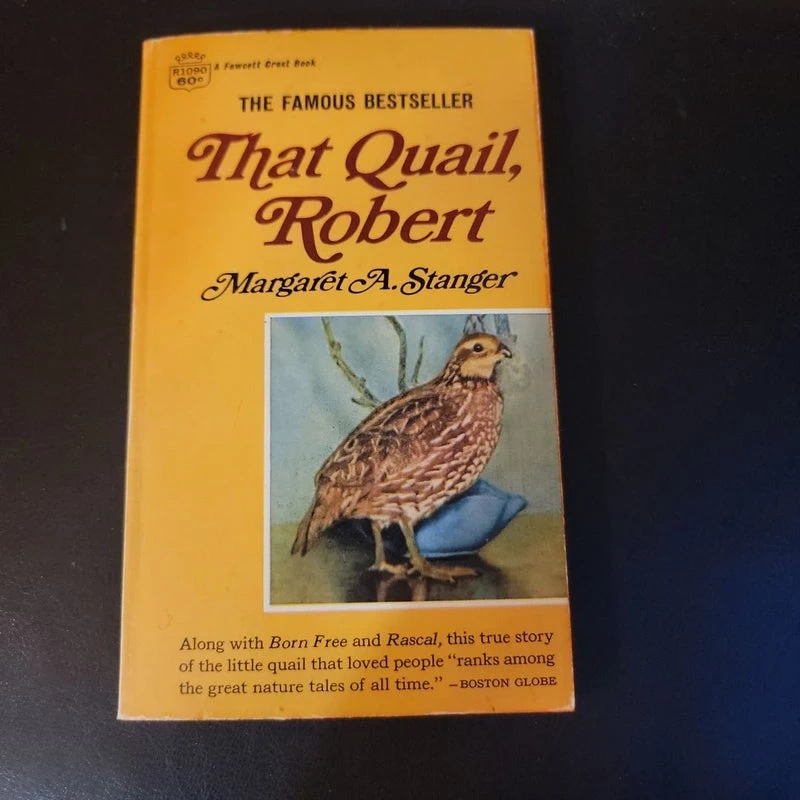 R1090
60¢
A Fawcett Crest Book
THE FAMOUS BESTSELLER
That Quail,
Robert
Margaret A. Stanger
Along with Born Free and Rascal, this true story
of the little quail that loved people “ranks among
the great nature tales of all time.” –BOSTON GLOBE